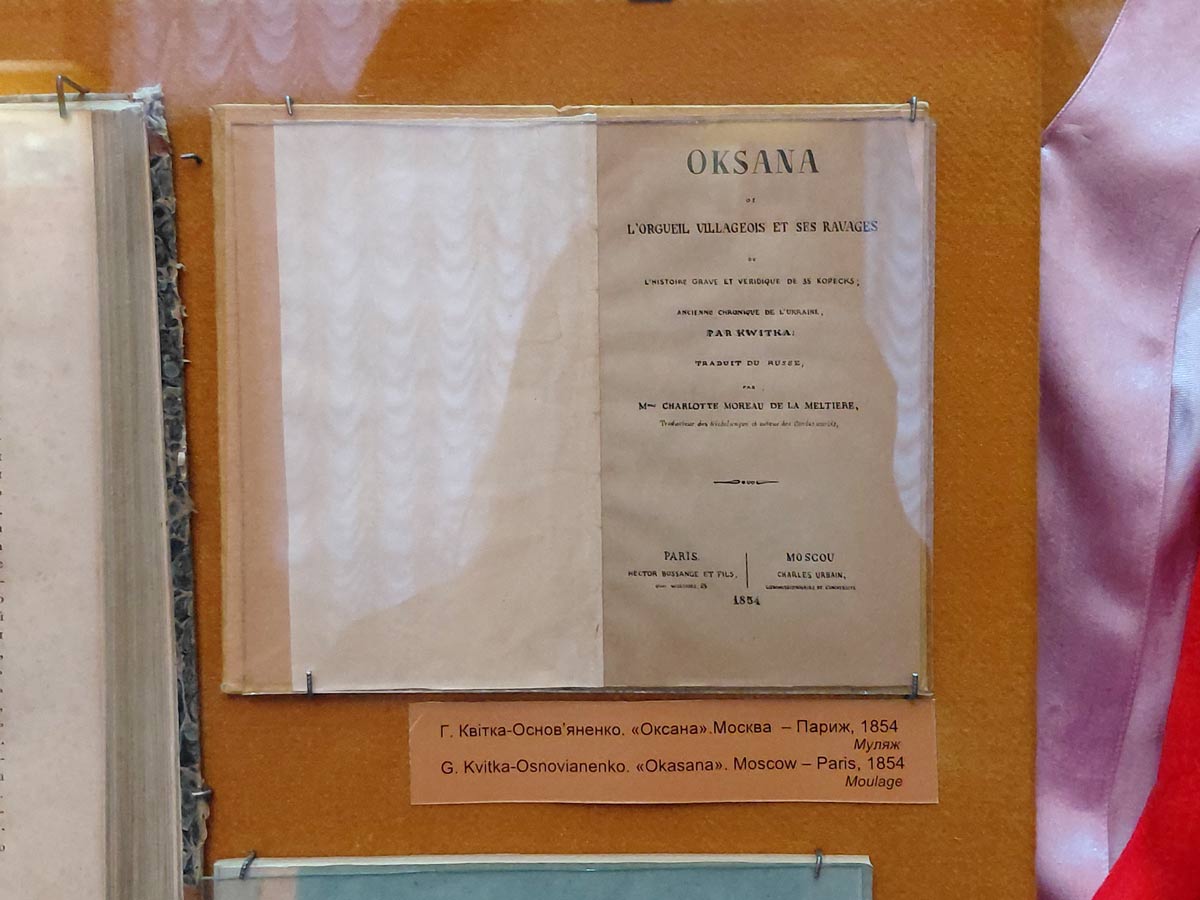 OKSANA
OU
L'ORGUEIL VILLAGEOIS ET SES RAVAGES
OU
L'HISTOIRE GRAVE ET VERIDIQUE DE 35 KOPECKS;
ANCIENNE CHRONIQUE DE L'UKRAINE,
PAR KWITKA:
TRADUIT DU RUSSE,
PAR
Mme CHARLOTTE MOREAU DE LA MELTIERE,
PARIS
HECTOR BOSSANGE ET FILS,
MOSCOU
CHARLES URBAIN,
1854
Г. Квітка-Основ'яненко. «Оксана».Москва – Париж, 1854
Муляж
G. Kvitka-Osnovianenko. «Okasana». Moscow – Paris, 1854
Moulage